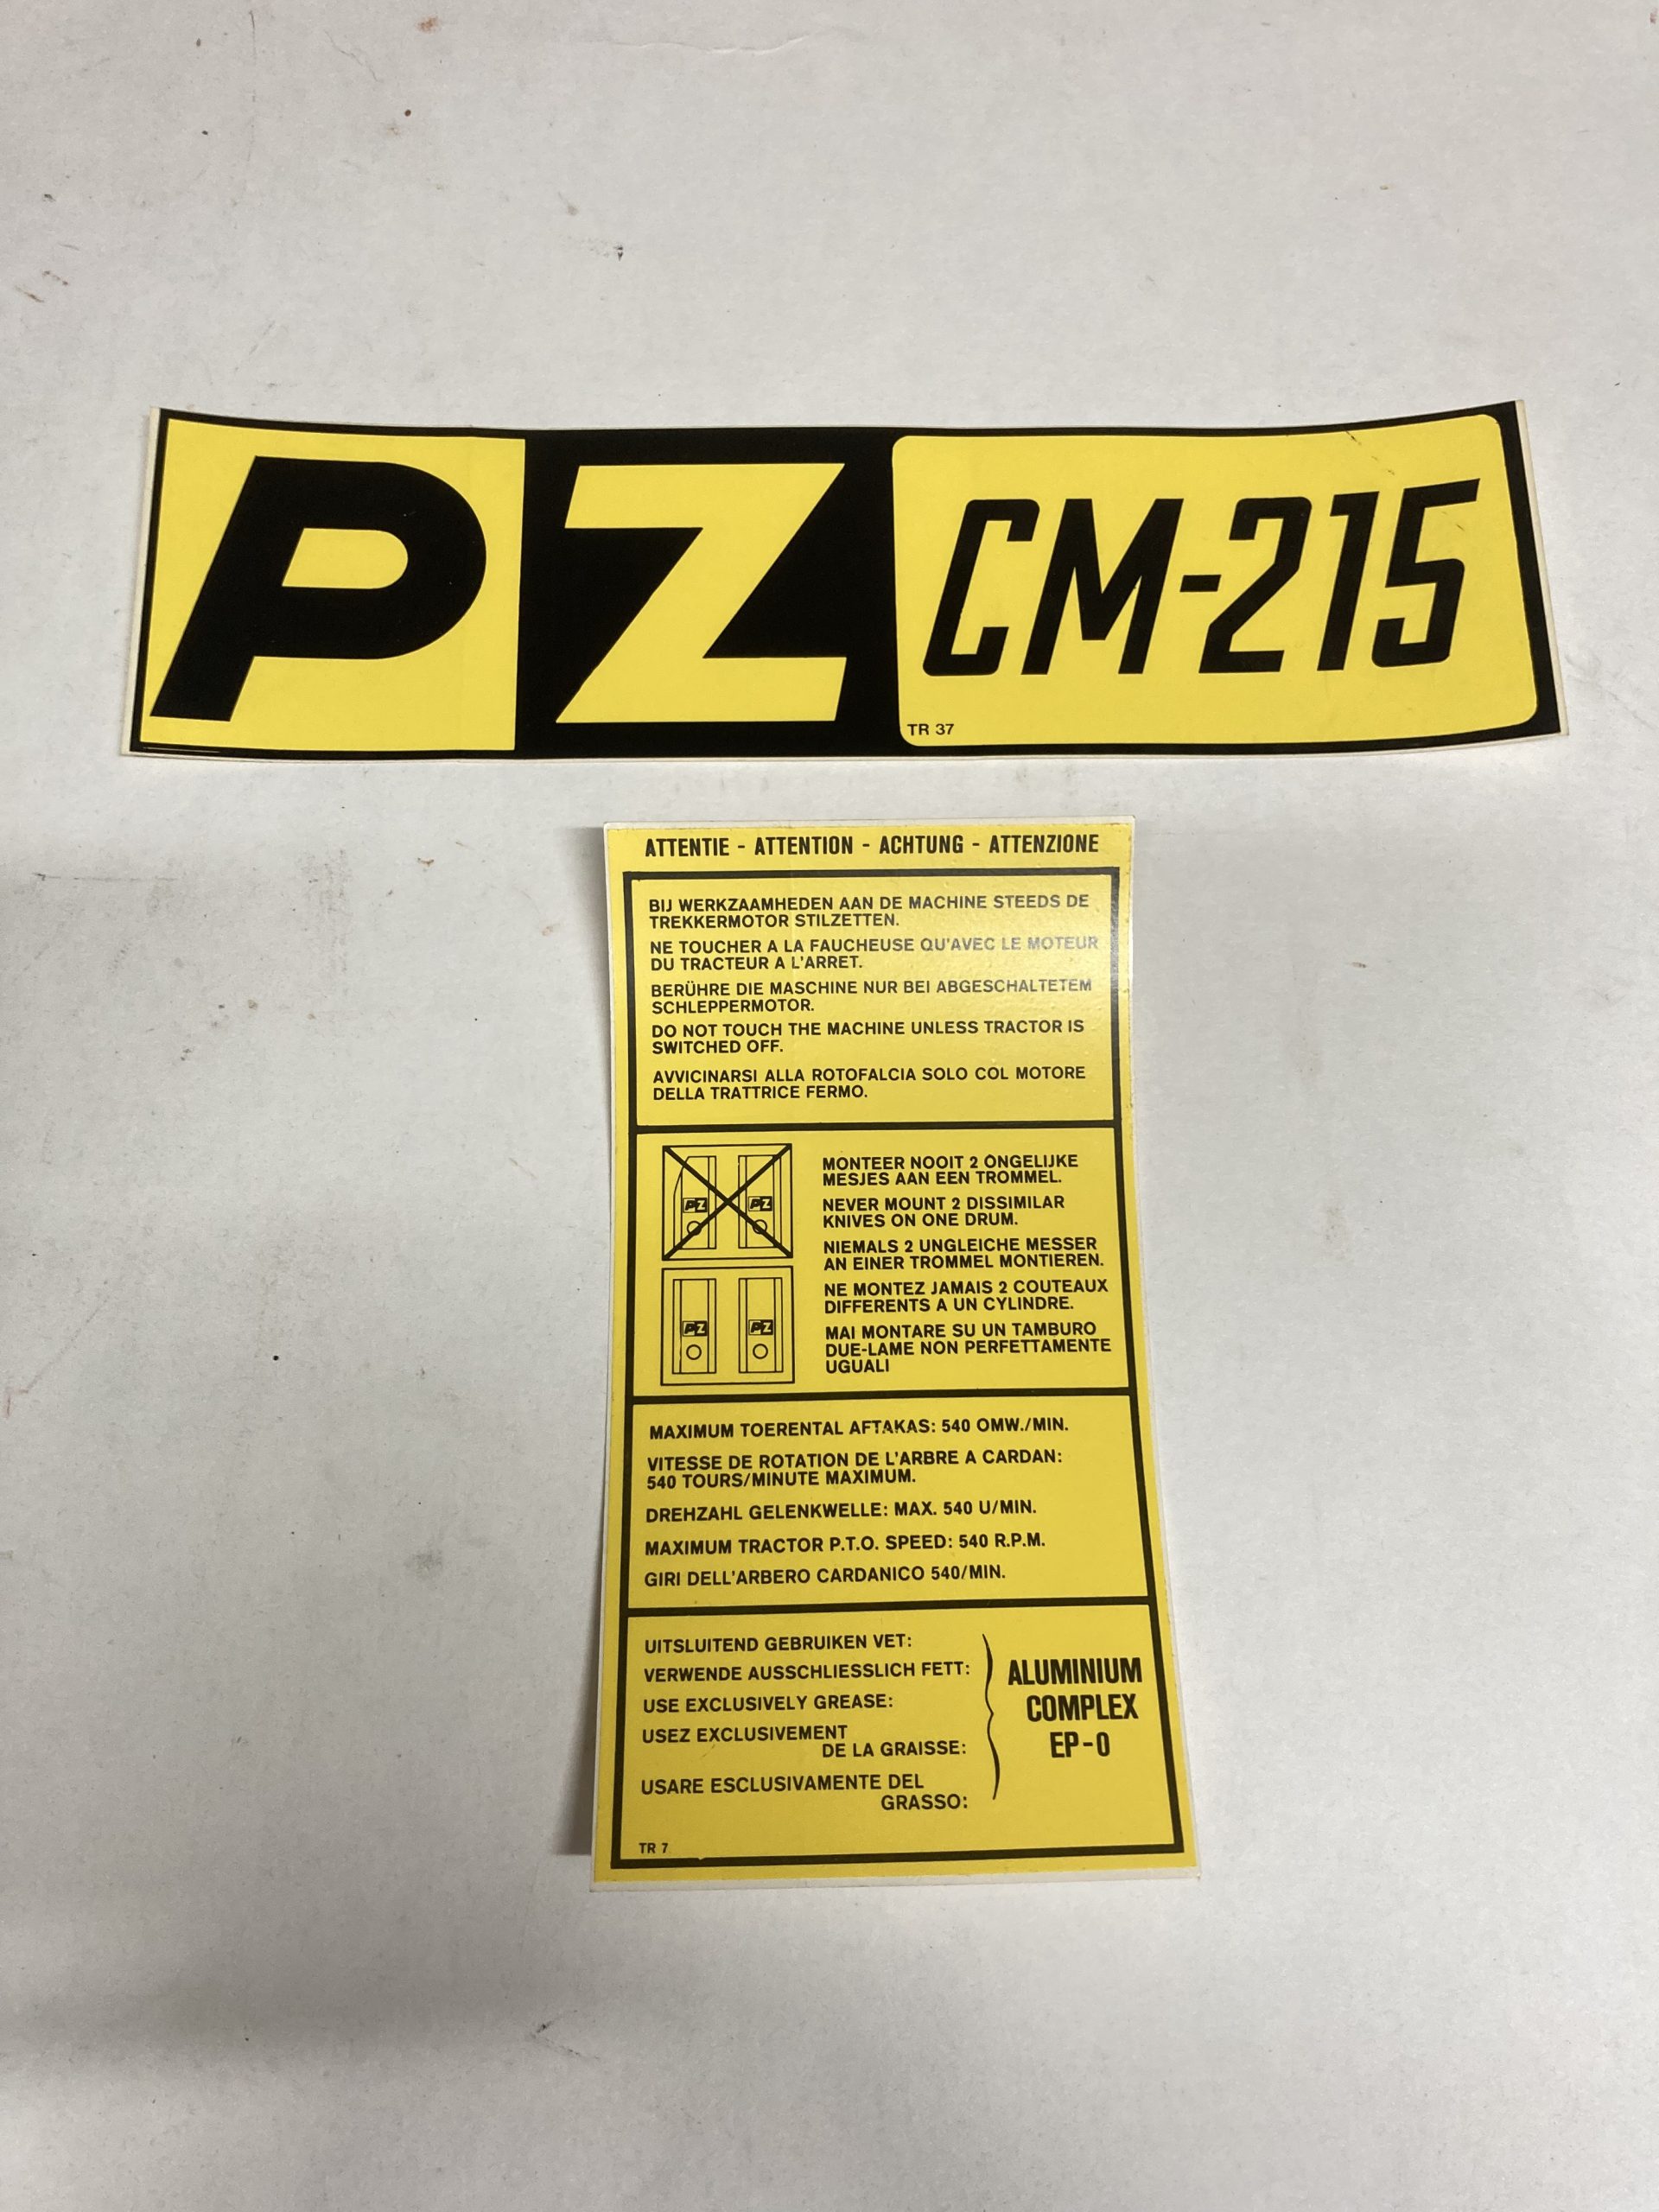 PZ CM-215
TR 37
ATTENTIE - ATTENTION - ACHTUNG - ATTENZIONE
BIJ WERKZAAMHEDEN AAN DE MACHINE STEEDS DE
TREKKERMOTOR STILZETTEN.
NE TOUCHER A LA FAUCHEUSE QU'AVEC LE MOTEUR
DU TRACTEUR A L'ARRET.
BERÜHRE DIE MASCHINE NUR BEI ABGESCHALTETEM
SCHLEPPERMOTOR.
DO NOT TOUCH THE MACHINE UNLESS TRACTOR IS
SWITCHED OFF.
AVVICINARSI ALLA ROTOFALCIA SOLO COL MOTORE
DELLA TRATTRICE FERMO.
PZ PZ
PZ PZ
MONTEER NOOIT 2 ONGELIJKE
MESJES AAN EEN TROMMEL.
NEVER MOUNT 2 DISSIMILAR
KNIVES ON ONE DRUM.
NIEMALS 2 UNGLEICHE MESSER
AN EINER TROMMEL MONTIEREN.
NE MONTEZ JAMAIS 2 COUTEAUX
DIFFERENTS A UN CYLINDRE.
MAI MONTARE SU UN TAMBURO
DUE-LAME NON PERFETTAMENTE
UGUALI
MAXIMUM TOERENTAL AFTAKAS: 540 OMW./MIN.
VITESSE DE ROTATION DE L'ARBRE A CARDAN:
540 TOURS/MINUTE MAXIMUM.
DREHZAHL GELENKWELLE: MAX. 540 U/MIN.
MAXIMUM TRACTOR P.T.O. SPEED: 540 R.P.M.
GIRI DELL'ARBERO CARDANICO 540/MIN.
UITSLUITEND GEBRUIKEN VET:
VERWENDE AUSSCHLIESSLICH FETT:
USE EXCLUSIVELY GREASE:
USEZ EXCLUSIVEMENT
DE LA GRAISSE:
USARE ESCLUSIVAMENTE DEL
GRASSO:
ALUMINIUM
COMPLEX
EP-0
TR 7